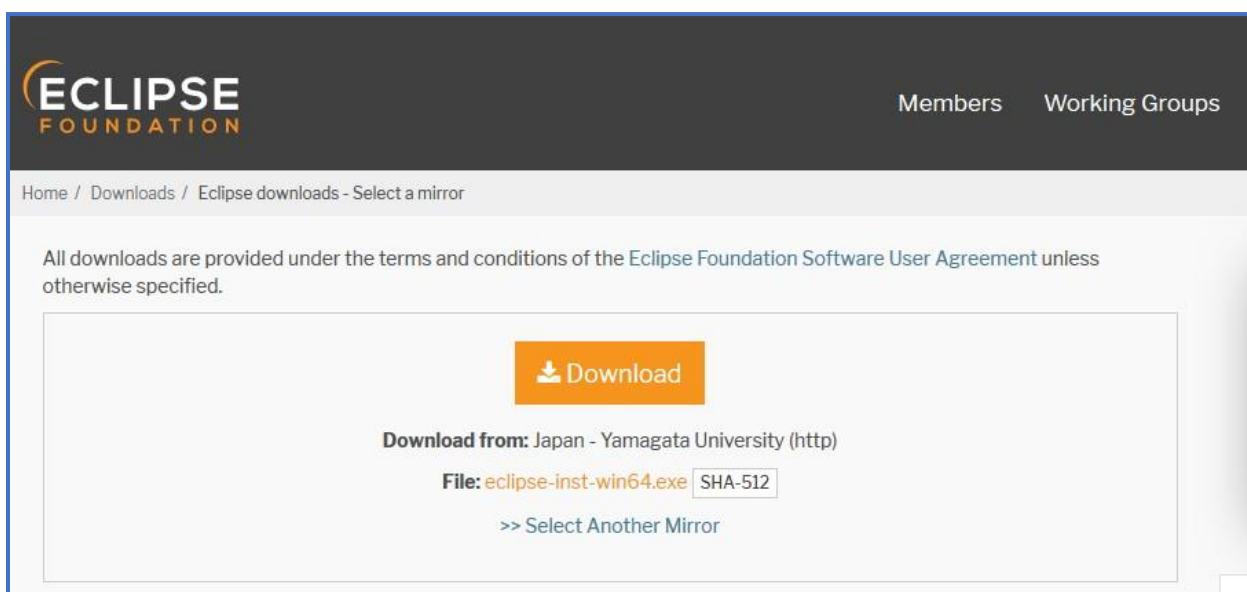 ECLIPSE
FOUNDATION
Members Working Groups
Home / Downloads / Eclipse downloads - Select a mirror
All downloads are provided under the terms and conditions of the Eclipse Foundation Software User Agreement unless
otherwise specified.
Download
Download from: Japan - Yamagata University (http)
File: eclipse-inst-win64.exe SHA-512
>> Select Another Mirror